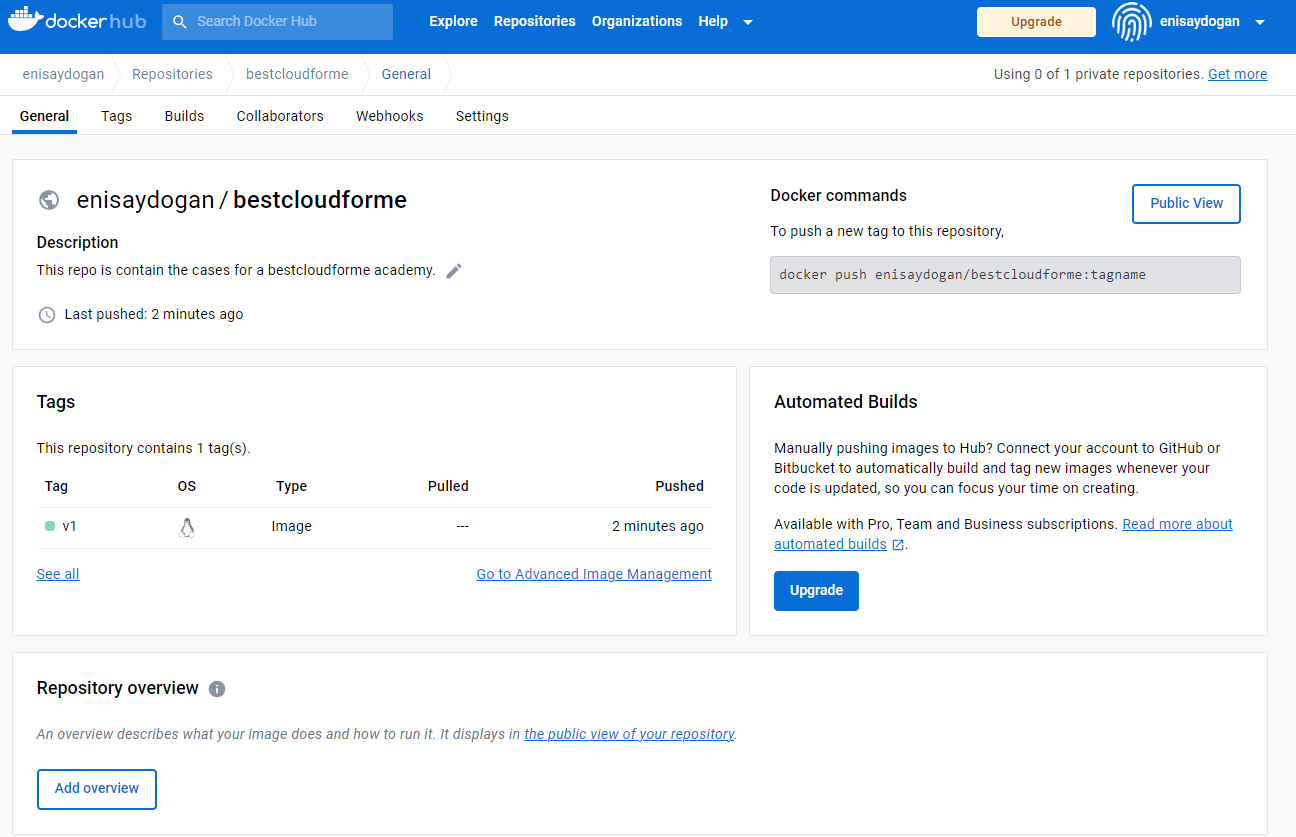 dockerhub
Search Docker Hub
Explore Repositories Organizations Help
Upgrade
enisaydogan
enisaydogan Repositories bestcloudforme General
Using 0 of 1 private repositories. Get more
General Tags Builds Collaborators Webhooks Settings
enisaydogan / bestcloudforme
Description
This repo is contain the cases for a bestcloudforme academy.
Last pushed: 2 minutes ago
Docker commands
Public View
To push a new tag to this repository,
docker push enisaydogan/bestcloudforme:tagname
Tags
This repository contains 1 tag(s).
Tag OS Type Pulled Pushed
v1 Image --- 2 minutes ago
See all
Go to Advanced Image Management
Automated Builds
Manually pushing images to Hub? Connect your account to GitHub or
Bitbucket to automatically build and tag new images whenever your
code is updated, so you can focus your time on creating.
Available with Pro, Team and Business subscriptions. Read more about
automated builds .
Upgrade
Repository overview
An overview describes what your image does and how to run it. It displays in the public view of your repository.
Add overview